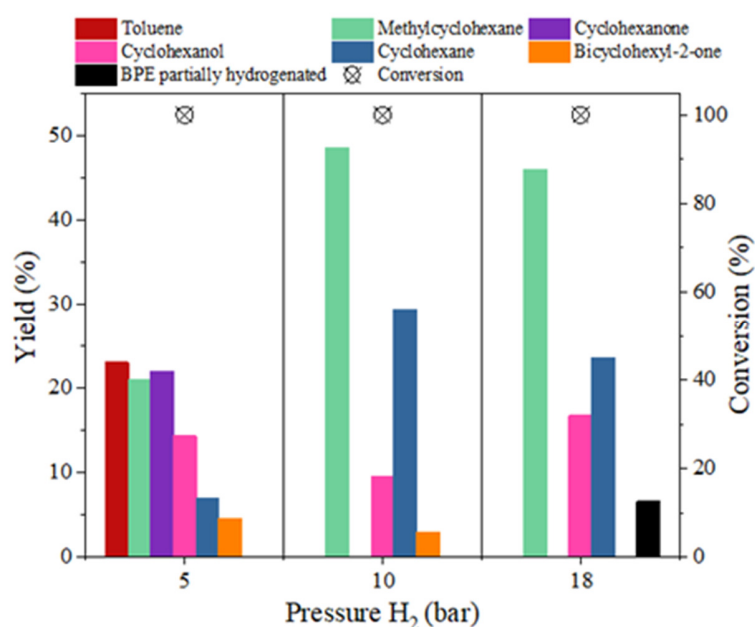 Toluene Methylcyclohexane Cyclohexanone
Cyclohexanol Cyclohexane Bicyclohexyl-2-one
BPE partially hydrogenated Conversion
50
40
30
20
10
0
Yield (%)
100
80
60
40
20
0
Conversion (%)
5 10 18
Pressure H₂ (bar)